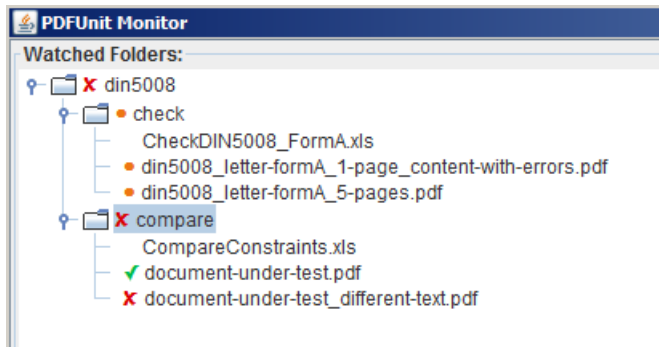 PDFUnit Monitor
Watched Folders:
din5008
check
CheckDIN5008_FormA.xls
din5008_letter-formA_1-page_content-with-errors.pdf
din5008_letter-formA_5-pages.pdf
compare
CompareConstraints.xls
document-under-test.pdf
document-under-test_different-text.pdf